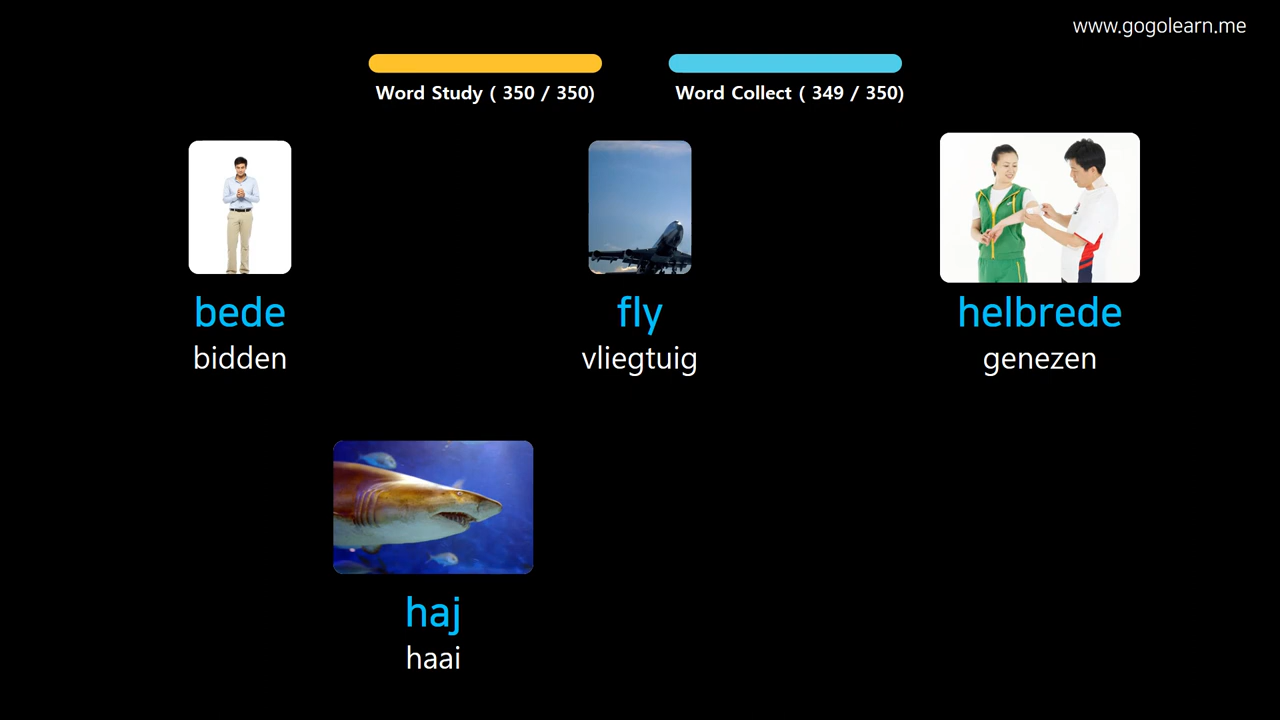 www.gogolearn.me
Word Study ( 350 / 350)
Word Collect ( 349 / 350)
bede
bidden
fly
vliegtuig
helbrede
genezen
haj
haai